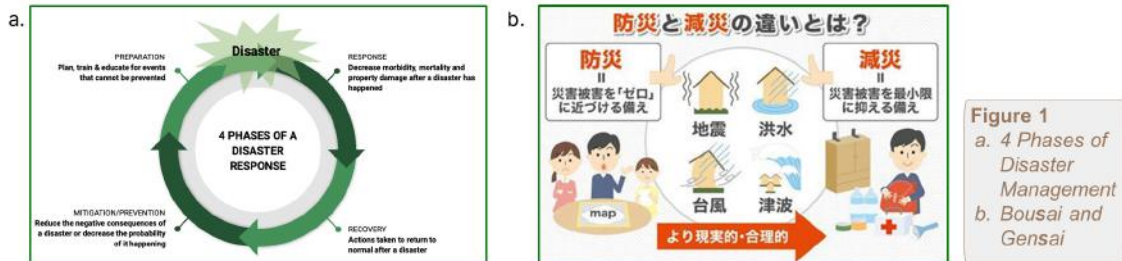 a.
Disaster
PREPARATION
Plan, train & educate for events
that cannot be prevented
RESPONSE
Decrease morbidity, mortality and
property damage after a disaster has
happened
4 PHASES OF A
DISASTER
RESPONSE
MITIGATION/PREVENTION
Reduce the negative consequences of
a disaster or decrease the probability
of it happening
RECOVERY
Actions taken to return to
normal after a disaster
b.
防災と減災の違いとは？
防災
=
災害被害を「ゼロ」
に近づける備え
減災
=
災害被害を最小限
に抑える備え
地震
洪水
台風
津波
map
より現実的・合理的
Figure 1
a. 4 Phases of
Disaster
Management
b. Bousai and
Gensai